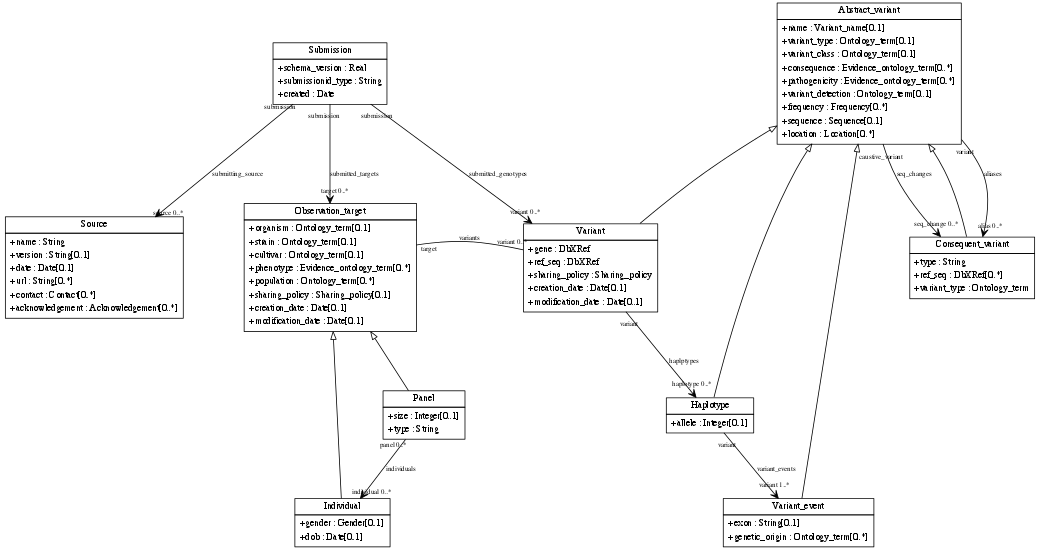 Abstract_variant
+name : Variant_name[0..1]
+variant_type : Ontology_term[0..1]
+variant_class : Ontology_term[0..1]
+consequence : Evidence_ontology_term[0..*]
+pathogenicity : Evidence_ontology_term[0..*]
+variant_detection : Ontology_term[0..1]
+frequency : Frequency[0..*]
+sequence : Sequence[0..1]
+location : Location[0..*]
Submission
+schema_version : Real
+submissionid_type : String
+created : Date
submission
submission
submission
causitive_variant
variant
submitting_source
submitted_targets
submitted_genotypes
seq_changes
aliases
source 0..*
target 0..*
variant 0..*
seq_change 0..*
alias 0..*
Source
+name : String
+version : String[0..1]
+date : Date[0..1]
+url : String[0..*]
+contact : Contact[0..*]
+acknowledgement : Acknowledgement[0..*]
Observation_target
+organism : Ontology_term[0..1]
+strain : Ontology_term[0..1]
+cultivar : Ontology_term[0..1]
+phenotype : Evidence_ontology_term[0..*]
+population : Ontology_term[0..*]
+sharing_policy : Sharing_policy[0..1]
+creation_date : Date[0..1]
+modification_date : Date[0..1]
target
variants
variant 0..
Variant
+gene : DbXRef
+ref_seq : DbXRef
+sharing_policy : Sharing_policy
+creation_date : Date[0..1]
+modification_date : Date[0..1]
Consequent_variant
+type : String
+ref_seq : DbXRef[0..*]
+variant_type : Ontology_term
variant
haplptypes
haplotype 0..*
Panel
+size : Integer[0..1]
+type : String
panel 0..*
individuals
individual 0..*
Haplotype
+allele : Integer[0..1]
variant
variant_events
variant 1..*
Individual
+gender : Gender[0..1]
+dob : Date[0..1]
Variant_event
+exon : String[0..1]
+genetic_origin : Ontology_term[0..*]